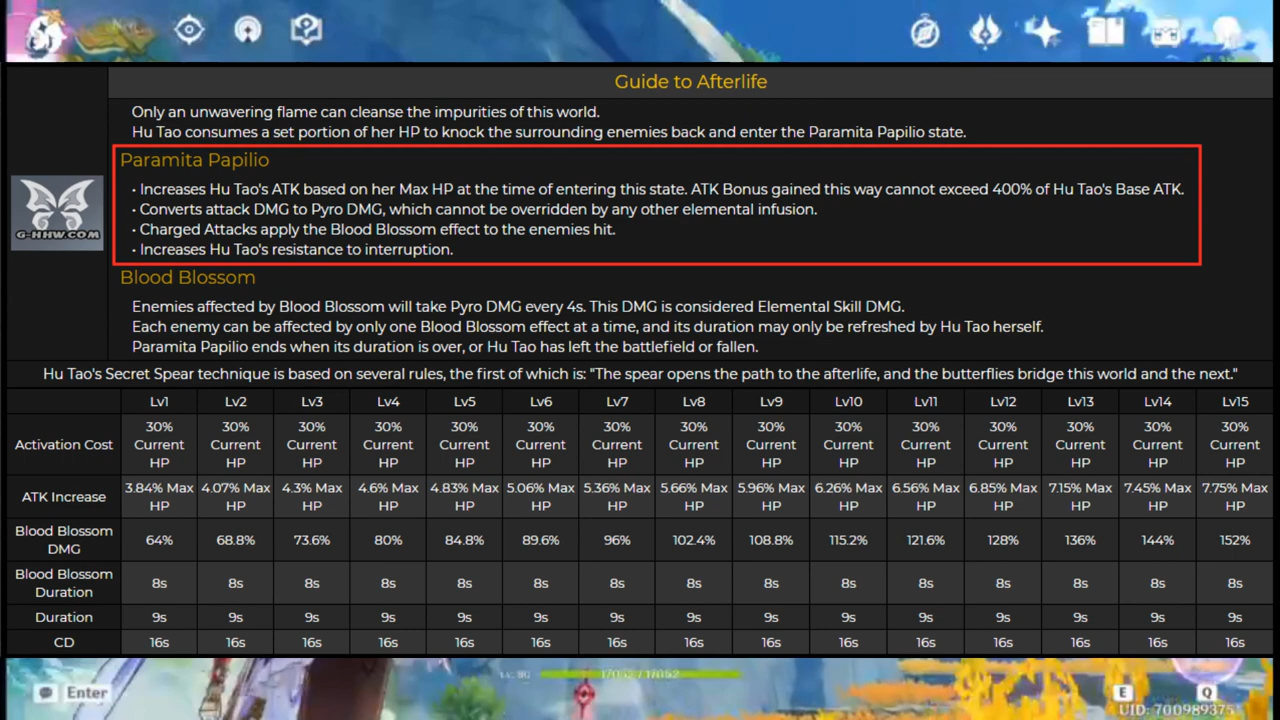 Guide to Afterlife
Only an unwavering flame can cleanse the impurities of this world.
Hu Tao consumes a set portion of her HP to knock the surrounding enemies back and enter the Paramita Papilio state.
Paramita Papilio
• Increases Hu Tao's ATK based on her Max HP at the time of entering this state. ATK Bonus gained this way cannot exceed 400% of Hu Tao's Base ATK.
• Converts attack DMG to Pyro DMG, which cannot be overridden by any other elemental infusion.
• Charged Attacks apply the Blood Blossom effect to the enemies hit.
• Increases Hu Tao's resistance to interruption.
G-HHW.COM
Blood Blossom
Enemies affected by Blood Blossom will take Pyro DMG every 4s. This DMG is considered Elemental Skill DMG.
Each enemy can be affected by only one Blood Blossom effect at a time, and its duration may only be refreshed by Hu Tao herself.
Paramita Papilio ends when its duration is over, or Hu Tao has left the battlefield or fallen.
Hu Tao's Secret Spear technique is based on several rules, the first of which is: "The spear opens the path to the afterlife, and the butterflies bridge this world and the next."
Lv1 Lv2 Lv3 Lv4 Lv5 Lv6 Lv7 Lv8 Lv9 Lv10 Lv11 Lv12 Lv13 Lv14 Lv15
30% 30% 30% 30% 30% 30% 30% 30% 30% 30% 30% 30% 30% 30% 30%
Activation Cost Current Current Current Current Current Current Current Current Current Current Current Current Current Current Current
HP HP HP HP HP HP HP HP HP HP HP HP HP HP HP
ATK Increase 3.84% Max 4.07% Max 4.3% Max 4.6% Max 4.83% Max 5.06% Max 5.36% Max 5.66% Max 5.96% Max 6.26% Max 6.56% Max 6.85% Max 7.15% Max 7.45% Max 7.75% Max
HP HP HP HP HP HP HP HP HP HP HP HP HP HP HP
Blood Blossom
DMG 64% 68.8% 73.6% 80% 84.8% 89.6% 96% 102.4% 108.8% 115.2% 121.6% 128% 136% 144% 152%
Blood Blossom
Duration 8s 8s 8s 8s 8s 8s 8s 8s 8s 8s 8s 8s 8s 8s 8s
Duration 9s 9s 9s 9s 9s 9s 9s 9s 9s 9s 9s 9s 9s 9s 9s
CD 16s 16s 16s 16s 16s 16s 16s 16s 16s 16s 16s 16s 16s 16s 16s
Enter
E Q
UID: 700989375